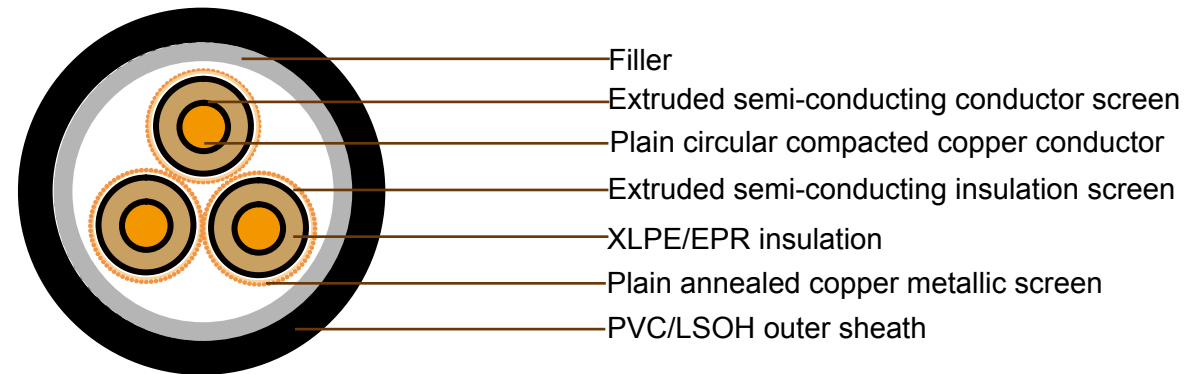 Filler
Extruded semi-conducting conductor screen
Plain circular compacted copper conductor
Extruded semi-conducting insulation screen
XLPE/EPR insulation
Plain annealed copper metallic screen
PVC/LSOH outer sheath